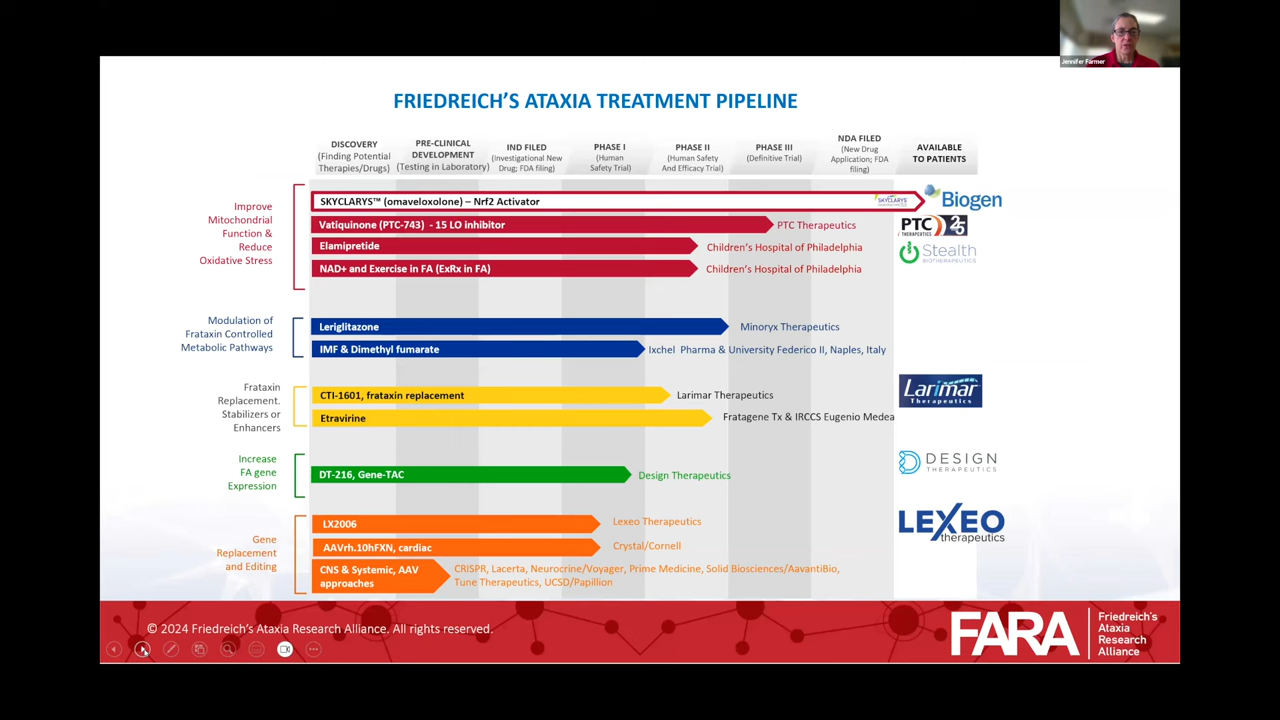 Jennifer Farmer
FRIEDREICH'S ATAXIA TREATMENT PIPELINE
DISCOVERY
(Finding Potential
Therapies/Drugs)
PRE-CLINICAL
DEVELOPMENT
(Testing in Laboratory)
IND FILED
(Investigational New
Drug; FDA filing)
PHASE I
(Human
Safety Trial)
PHASE II
(Human Safety
And Efficacy Trial)
PHASE III
(Definitive Trial)
NDA FILED
(New Drug
Application; FDA
filing)
AVAILABLE
TO PATIENTS
Improve
Mitochondrial
Function &
Reduce
Oxidative Stress
SKYCLARYS™ (omaveloxolone) – Nrf2 Activator
SKYCLARYS
Biogen
Vatiquinone (PTC-743) - 15 LO inhibitor
PTC Therapeutics
PTC 25
THERAPEUTICS
Elamipretide
Children's Hospital of Philadelphia
Stealth
BIOTHERAPEUTICS
NAD+ and Exercise in FA (ExRx in FA)
Children's Hospital of Philadelphia
Modulation of
Frataxin Controlled
Metabolic Pathways
Leriglitazone
Minoryx Therapeutics
IMF & Dimethyl fumarate
Ixchel Pharma & University Federico II, Naples, Italy
Frataxin
Replacement.
Stabilizers or
Enhancers
CTI-1601, frataxin replacement
Larimar Therapeutics
Larimar
Therapeutics
Etravirine
Fratagene Tx & IRCCS Eugenio Medea
Increase
FA gene
Expression
DT-216, Gene-TAC
Design Therapeutics
DESIGN
THERAPEUTICS
Gene
Replacement
and Editing
LX2006
Lexeo Therapeutics
LEXEO
therapeutics
AAVrh.10hFXN, cardiac
Crystal/Cornell
CNS & Systemic, AAV
approaches
CRISPR, Lacerta, Neurocrine/Voyager, Prime Medicine, Solid Biosciences/AavantiBio,
Tune Therapeutics, UCSD/Papillion
© 2024 Friedreich's Ataxia Research Alliance. All rights reserved.
FARA
Friedreich's
Ataxia
Research
Alliance